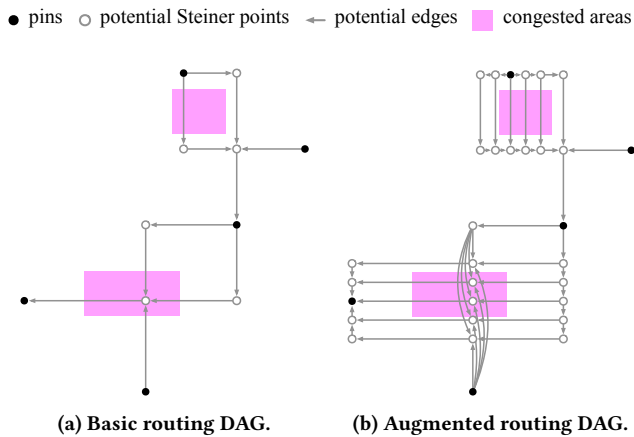 pins potential Steiner points potential edges congested areas
(a) Basic routing DAG. (b) Augmented routing DAG.